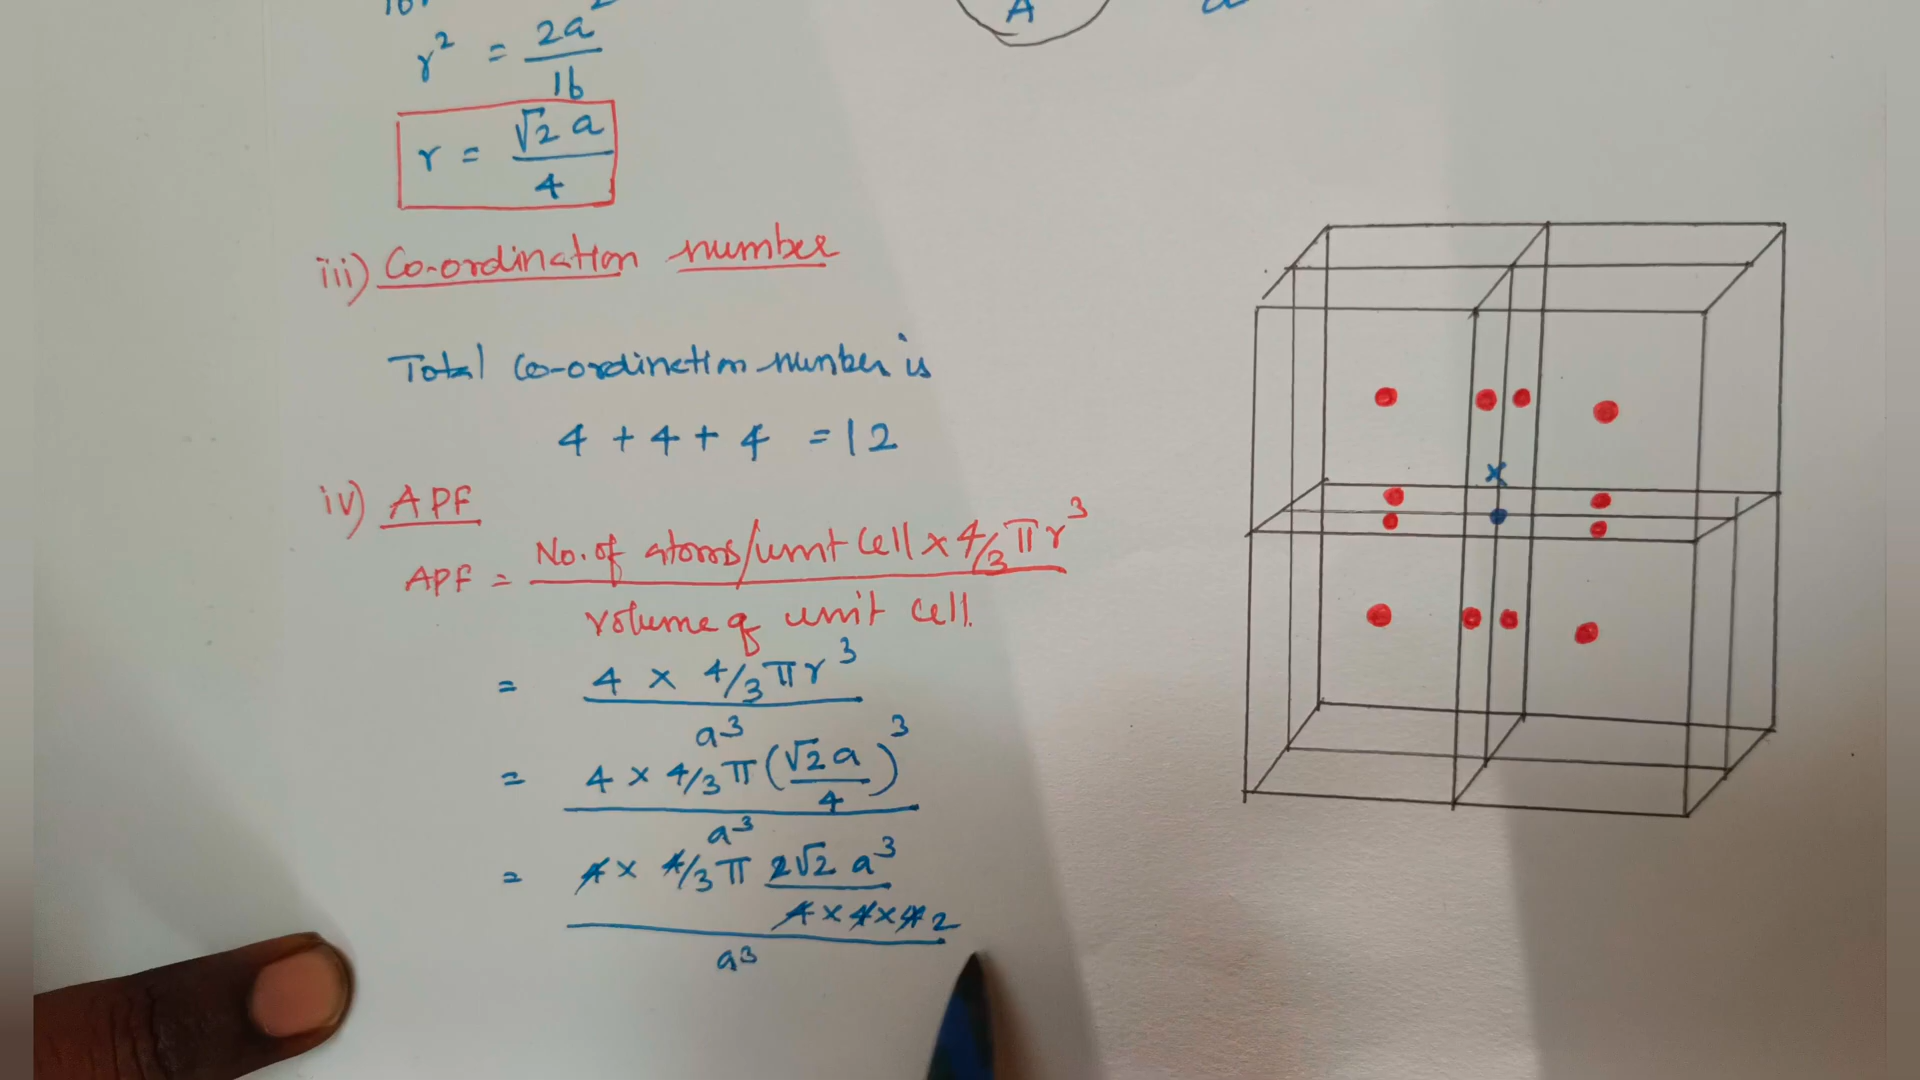 r² = 2a² / 16
r = √2 a / 4
iii) Co-ordination number
Total Co-ordination number is
4 + 4 + 4 = 12
iv) APF
APF = No. of atoms/unit cell × 4/3 π r³ / volume of unit cell.
= 4 × 4/3 π r³ / a³
= 4 × 4/3 π (√2 a / 4)³ / a³
= 4 × 4/3 π 2√2 a³ / 4 × 4 × 4 2 / a³
A
x